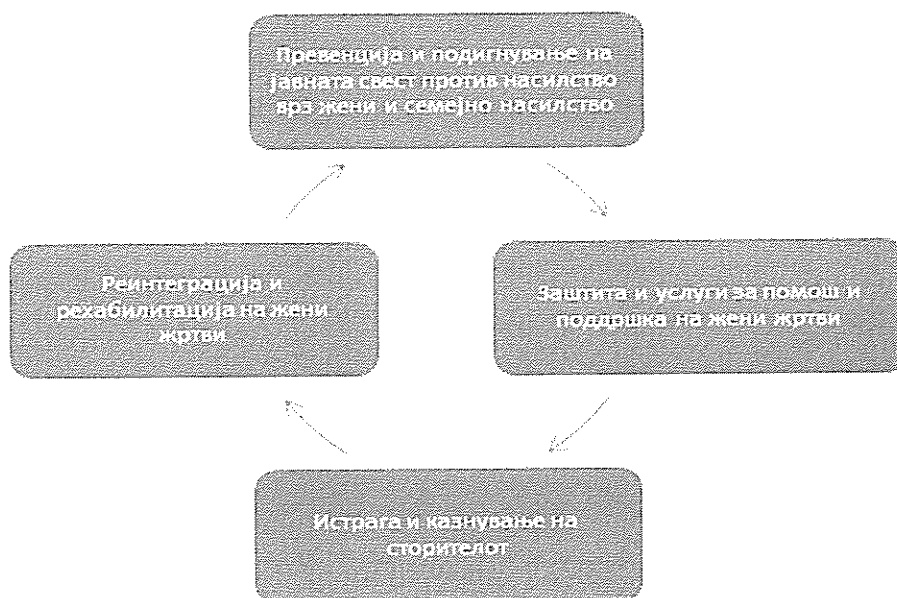 Превенција и подигнување на
јавната свест против насилство
врз жени и семејно насилство
Реинтеграција и
рехабилитација на жени
жртви
Заштита и услуги за помош и
поддршка на жени жртви
Истрага и казнување на
сторителот